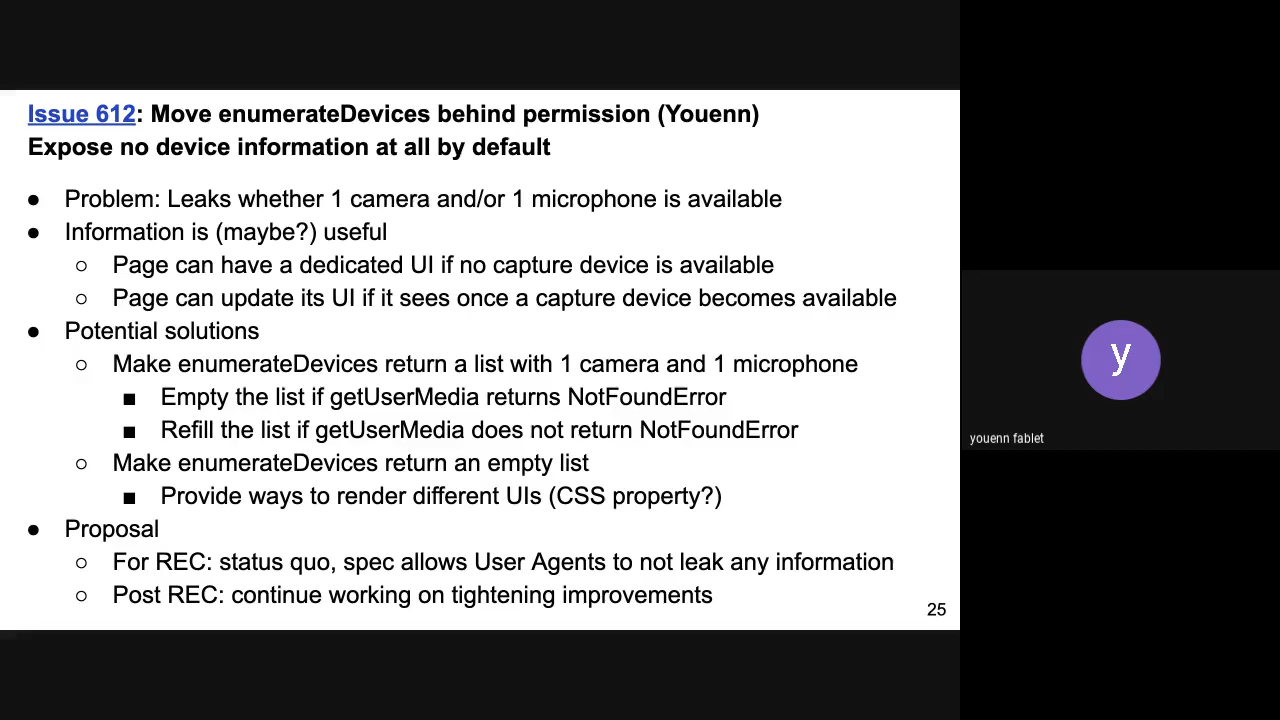 Issue 612: Move enumerateDevices behind permission (Youenn)
Expose no device information at all by default
● Problem: Leaks whether 1 camera and/or 1 microphone is available
● Information is (maybe?) useful
○ Page can have a dedicated UI if no capture device is available
○ Page can update its UI if it sees once a capture device becomes available
● Potential solutions
○ Make enumerateDevices return a list with 1 camera and 1 microphone
■ Empty the list if getUserMedia returns NotFoundError
■ Refill the list if getUserMedia does not return NotFoundError
○ Make enumerateDevices return an empty list
■ Provide ways to render different UIs (CSS property?)
● Proposal
○ For REC: status quo, spec allows User Agents to not leak any information
○ Post REC: continue working on tightening improvements
25
y
youenn fablet